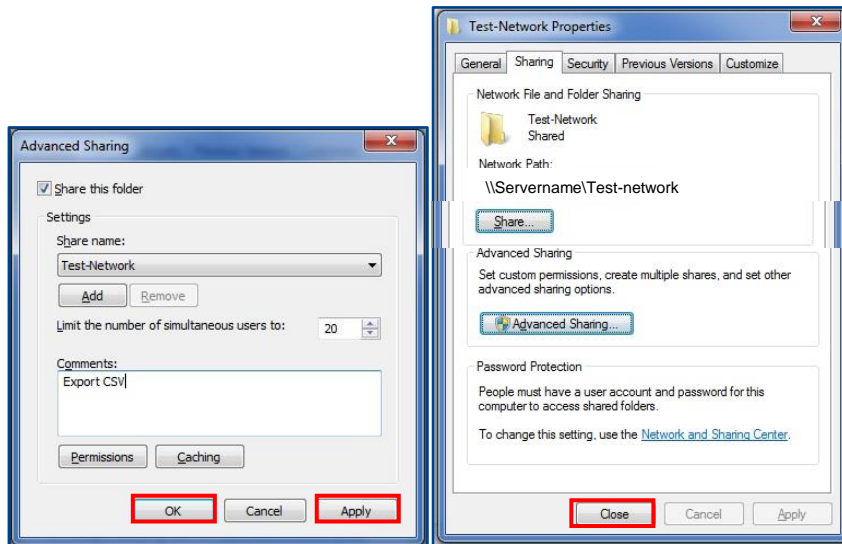 Advanced Sharing
Share this folder
Settings
Share name:
Test-Network
Add Remove
Limit the number of simultaneous users to: 20
Comments:
Export CSV
Permissions Caching
OK Cancel Apply
Test-Network Properties
General Sharing Security Previous Versions Customize
Network File and Folder Sharing
Test-Network
Shared
Network Path:
\\Servername\Test-network
Share...
Advanced Sharing
Set custom permissions, create multiple shares, and set other
advanced sharing options.
Advanced Sharing...
Password Protection
People must have a user account and password for this
computer to access shared folders.
To change this setting, use the Network and Sharing Center.
Close Cancel Apply